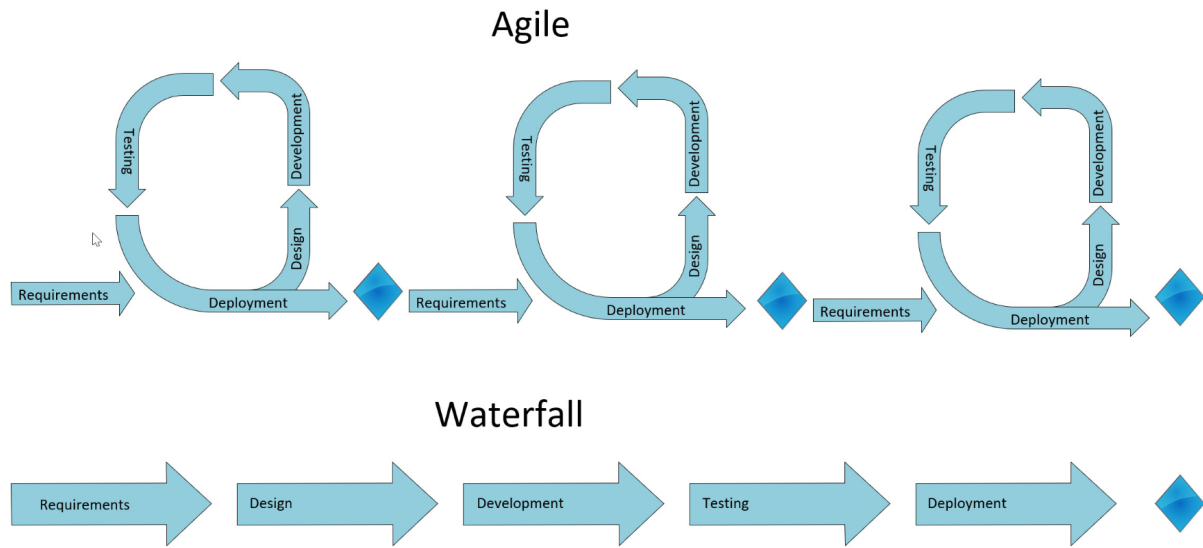 Agile
Testing
Development
Design
Requirements
Deployment
Testing
Development
Design
Requirements
Deployment
Testing
Development
Design
Requirements
Deployment
Waterfall
Requirements
Design
Development
Testing
Deployment